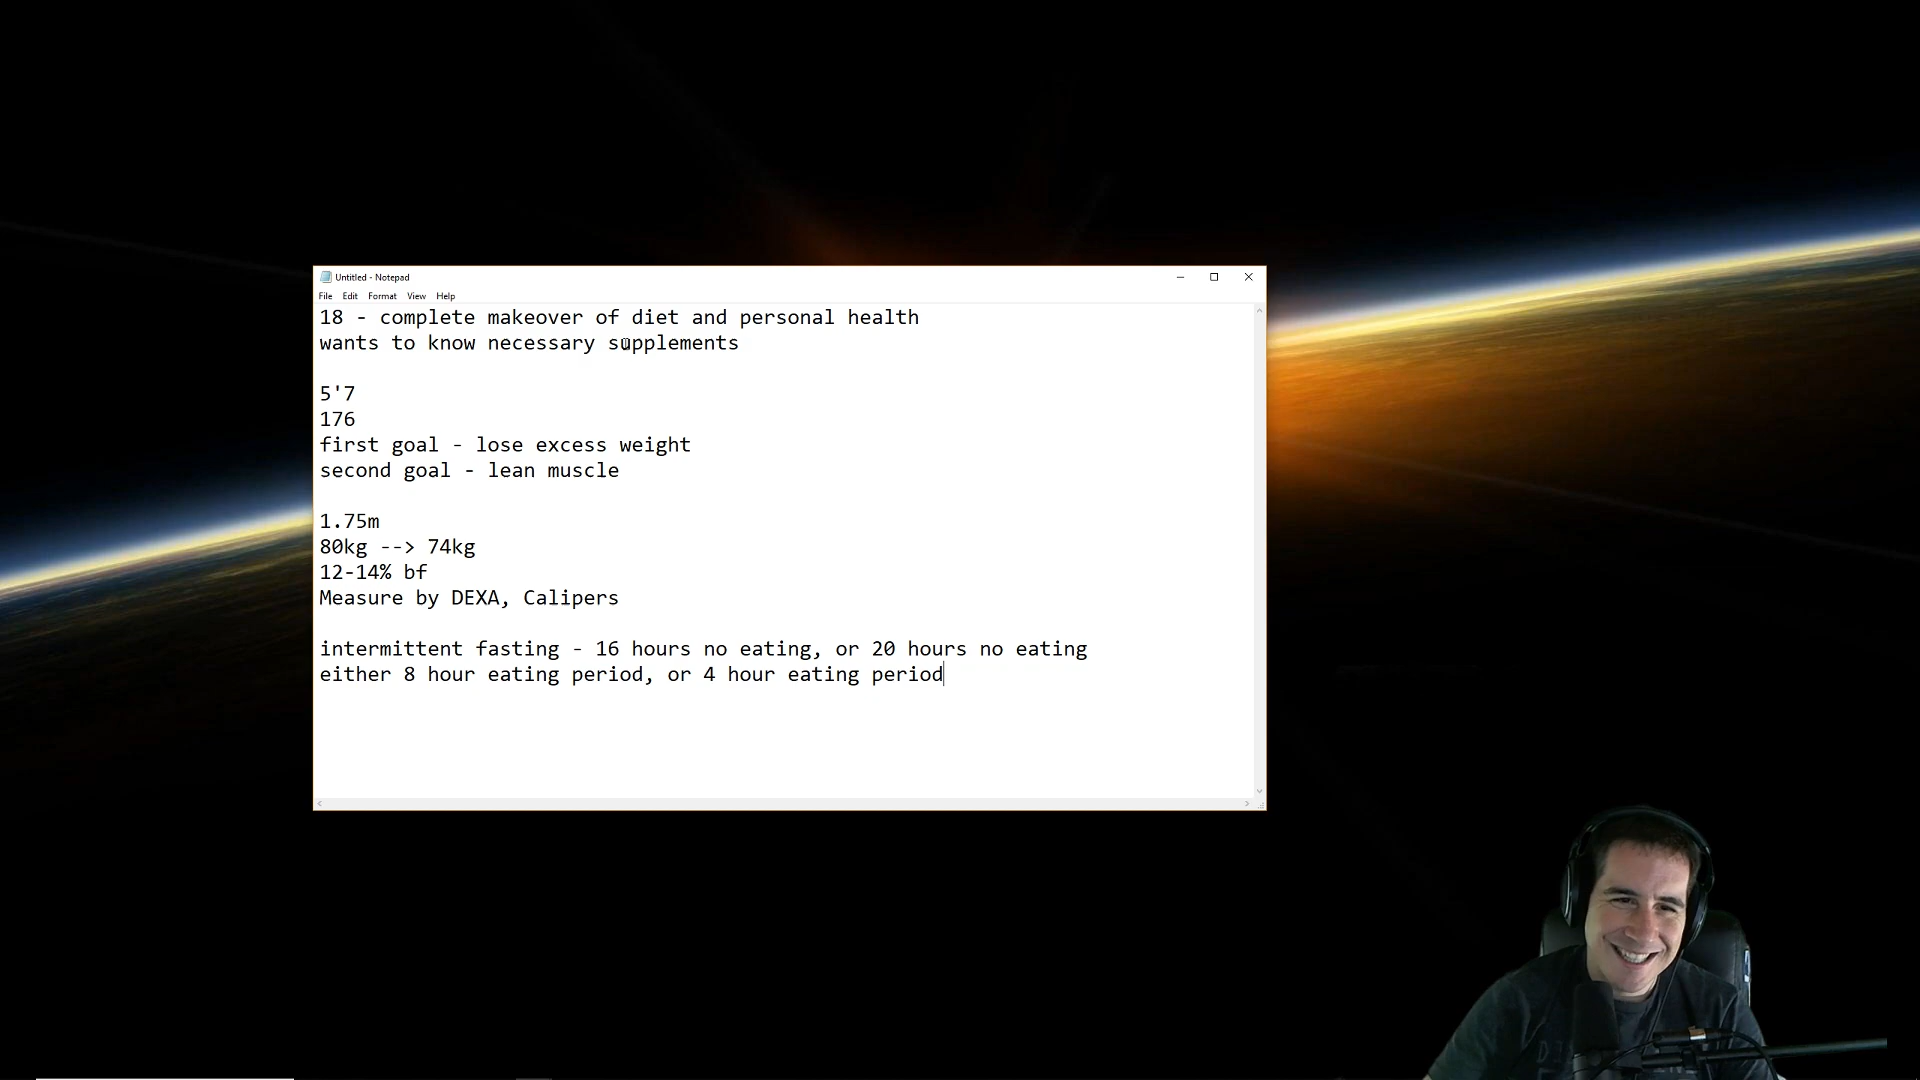 Untitled - Notepad
File Edit Format View Help
18 - complete makeover of diet and personal health
wants to know necessary supplements
5'7
176
first goal - lose excess weight
second goal - lean muscle
1.75m
80kg --> 74kg
12-14% bf
Measure by DEXA, Calipers
intermittent fasting - 16 hours no eating, or 20 hours no eating
either 8 hour eating period, or 4 hour eating period